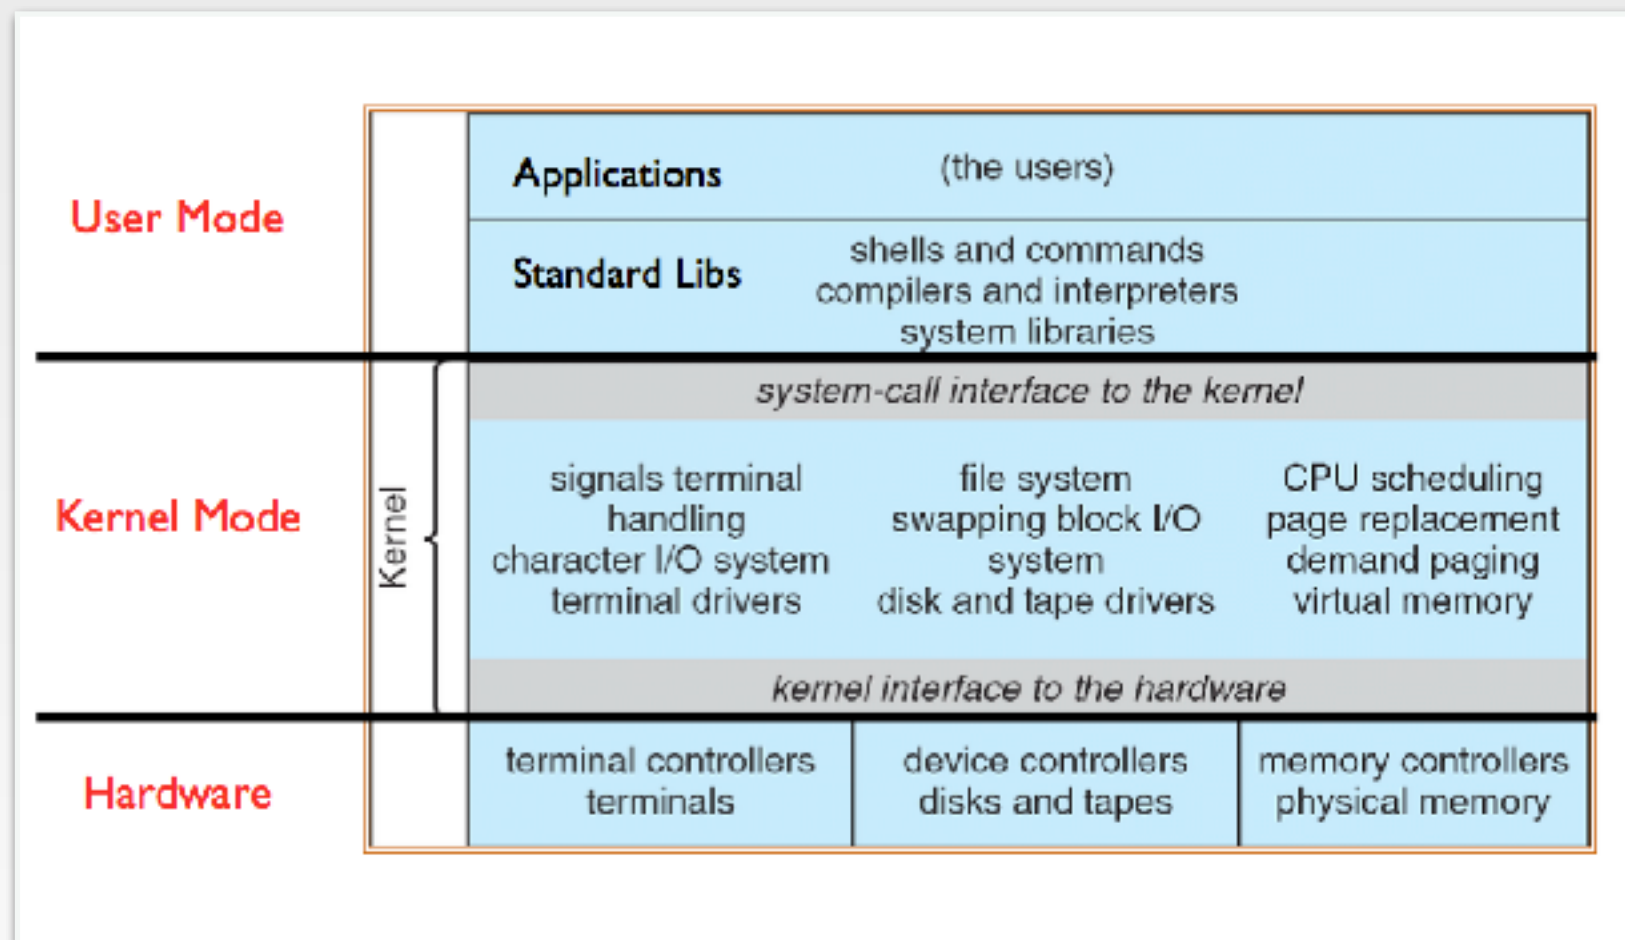 User Mode
Applications
(the users)
Standard Libs
shells and commands
compilers and interpreters
system libraries
Kernel Mode
Kernel
system-call interface to the kernel
signals terminal
handling
character I/O system
terminal drivers
file system
swapping block I/O
system
disk and tape drivers
CPU scheduling
page replacement
demand paging
virtual memory
kernel interface to the hardware
Hardware
terminal controllers
terminals
device controllers
disks and tapes
memory controllers
physical memory